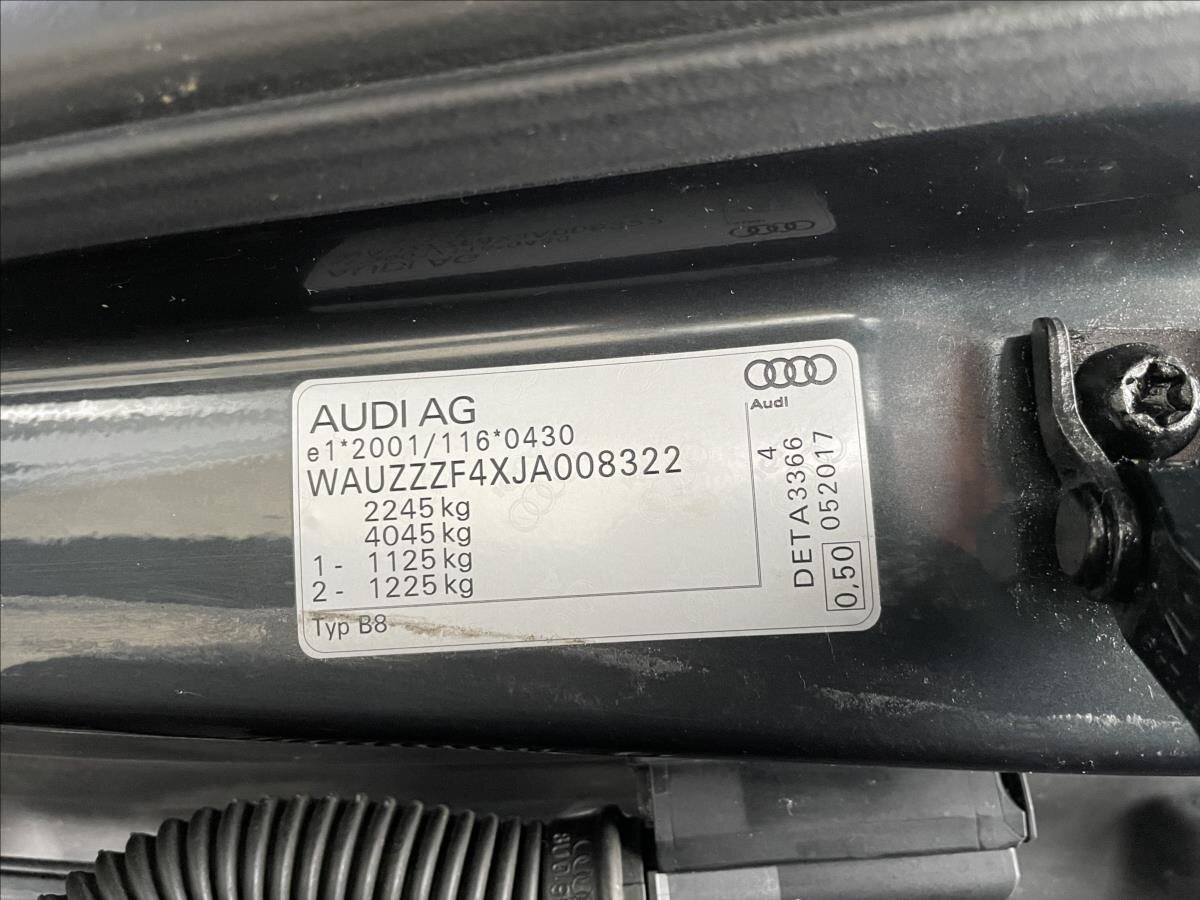 AUDI AG
e1*2001/116*0430
WAUZZZF4XJA008322
2245 kg
4045 kg
1 - 1125 kg
2 - 1225 kg
Typ B8
Audi
4
DETA3366
0,50 052017